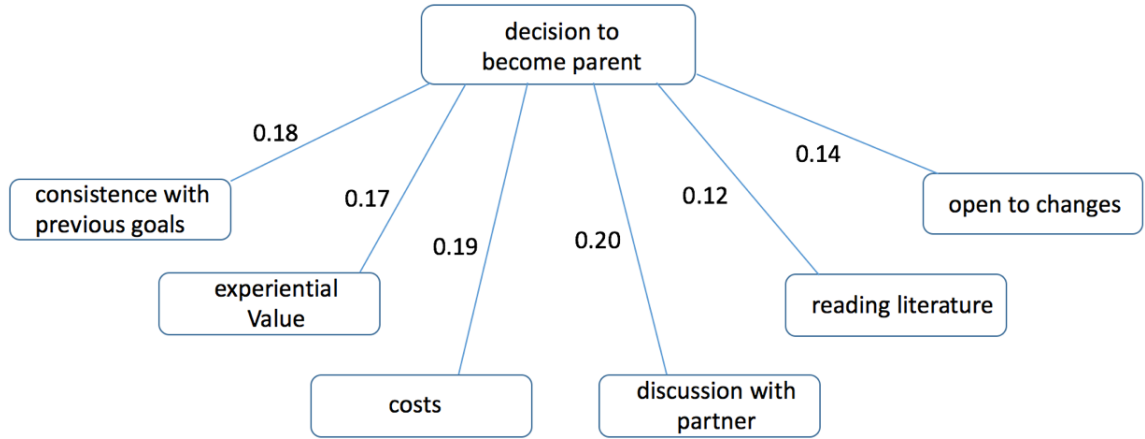 decision to
become parent
0.18
0.17
0.19
0.20
0.12
0.14
consistence with
previous goals
experiential
Value
costs
discussion with
partner
reading literature
open to changes